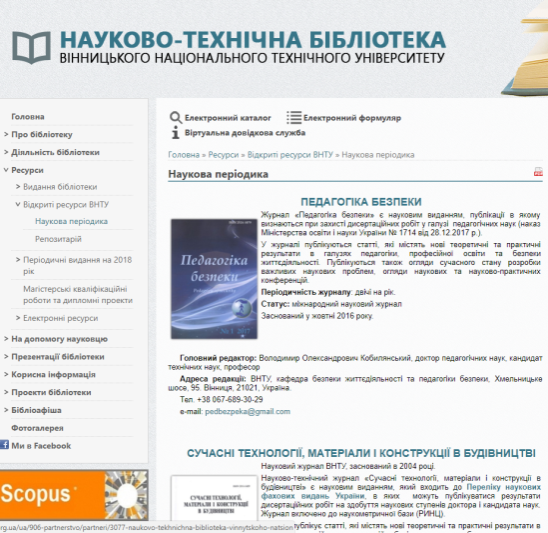 НАУКОВО-ТЕХНІЧНА БІБЛІОТЕКА
ВІННИЦЬКОГО НАЦІОНАЛЬНОГО ТЕХНІЧНОГО УНІВЕРСИТЕТУ
Головна
> Про бібліотеку
> Діяльність бібліотеки
Ресурси
> Видання бібліотеки
Відкриті ресурси ВНТУ
Наукова періодика
Репозитарій
> Періодичні видання на 2018
рік
Магістерські кваліфікаційні
роботи та дипломні проекти
> Електронні ресурси
> На допомогу науковцю
> Презентації бібліотеки
> Корисна інформація
> Проекти бібліотеки
> Бібліоафіша
Фотогалерея
Ми в Facebook
Scopus
Електронний каталог
Електронний формуляр
Віртуальна довідкова служба
Головна » Ресурси » Відкриті ресурси ВНТУ » Наукова періодика
Наукова періодика
ПЕДАГОГІКА БЕЗПЕКИ
Педагогіка
безпеки
Журнал «Педагогіка безпеки» є науковим виданням, публікації в якому
визнаються при захисті дисертаційних робіт у галузі педагогічних наук (наказ
Міністерства освіти і науки України № 1714 від 28.12.2017 р.).
У журналі публікуються статті, які містять нові теоретичні та практичні
результати в галузях педагогіки, професійної освіти та безпеки
життєдіяльності. Публікуються також огляди сучасного стану розробки
важливих наукових проблем, огляди наукових та науково-практичних
конференцій.
Періодичність журналу: двічі на рік.
Статус: міжнародний науковий журнал
Заснований у жовтні 2016 року.
Головний редактор: Володимир Олександрович Кобилянський, доктор педагогічних наук, кандидат
технічних наук, професор
Адреса редакції: ВНТУ, кафедра безпеки життєдіяльності та педагогіки безпеки, Хмельницьке
шосе, 95. Вінниця, 21021, Україна.
Тел. +38 067-689-30-29
e-mail: pedbezpeka@gmail.com
СУЧАСНІ ТЕХНОЛОГІЇ, МАТЕРІАЛИ І КОНСТРУКЦІЇ В БУДІВНИЦТВІ
СУЧАСНІ ТЕХНОЛОГІЇ,
МАТЕРІАЛИ І КОНСТРУКЦІЇ
В БУДІВНИЦТВІ
Науковий журнал ВНТУ, заснований в 2004 році.
Науково-технічний журнал «Сучасні технології, матеріали і конструкції в
будівництві» є науковим виданням, який входить до Переліку наукових
фахових видань України, в яких можуть публікуватися результати
дисертаційних робіт на здобуття наукових ступенів доктора і кандидата наук.
Журнал включено до наукометричної бази (РИНЦ).
публікує статті, які містять нові теоретичні та практичні результати в
rg.ua/ua/906-partnerstvo/partneri/3077-naukovo-tekhnichna-biblioteka-vinnytskoho-natsion